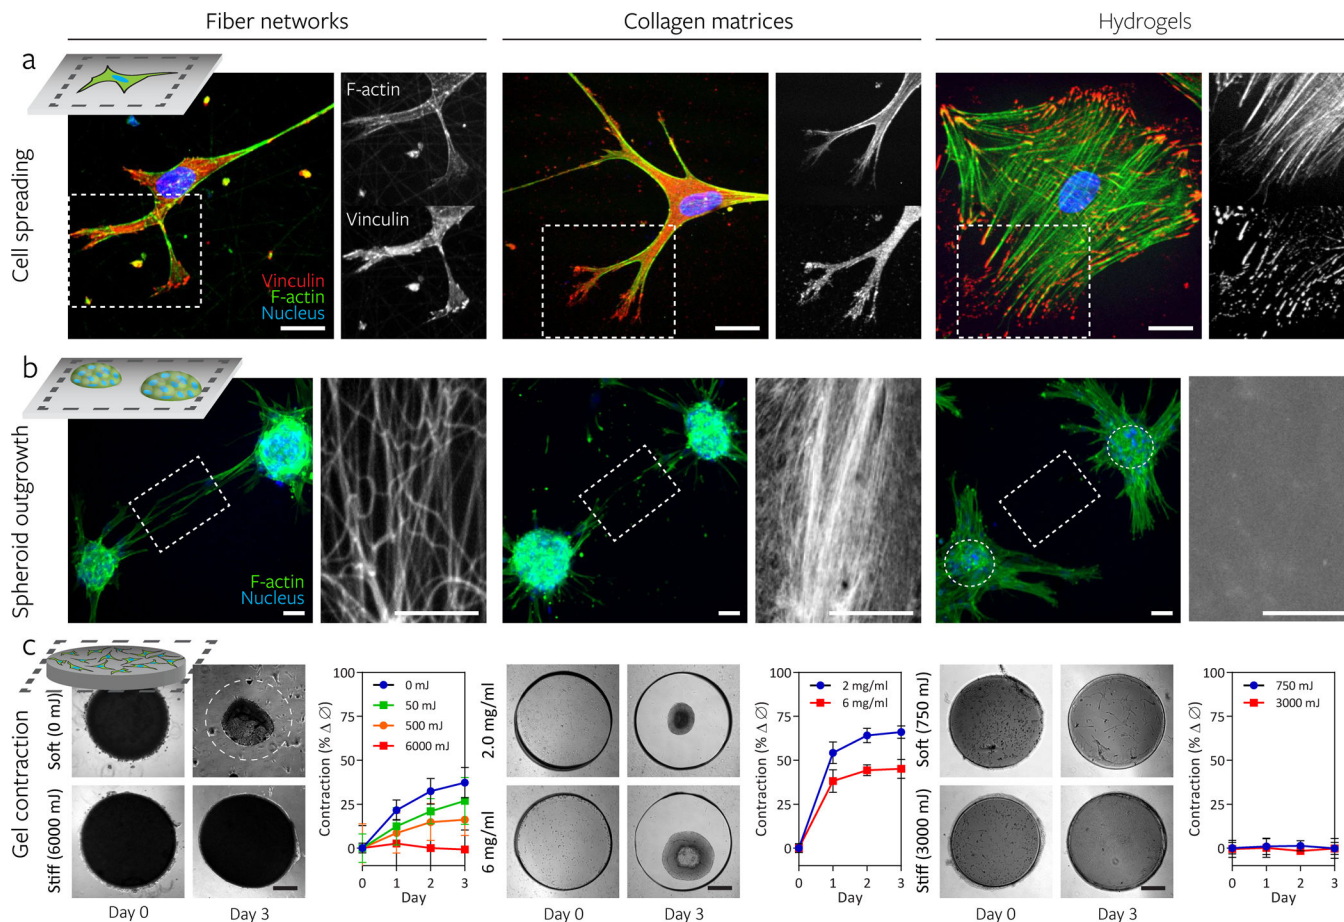 Fiber networks
Collagen matrices
Hydrogels
a
Cell spreading
F-actin
Vinculin
Vinculin
F-actin
Nucleus
b
Spheroid outgrowth
F-actin
Nucleus
c
Gel contraction
Soft (0 mJ)
Stiff (6000 mJ)
Day 0
Day 3
Contraction (% Δ ∅)
100
75
50
25
0
0 mJ
50 mJ
500 mJ
6000 mJ
0 1 2 3
Day
2.0 mg/ml
6 mg/ml
Day 0
Day 3
Contraction (% Δ ∅)
100
75
50
25
0
2 mg/ml
6 mg/ml
0 1 2 3
Day
Soft (750 mJ)
Stiff (3000 mJ)
Day 0
Day 3
Contraction (% Δ ∅)
100
75
50
25
0
750 mJ
3000 mJ
0 1 2 3
Day